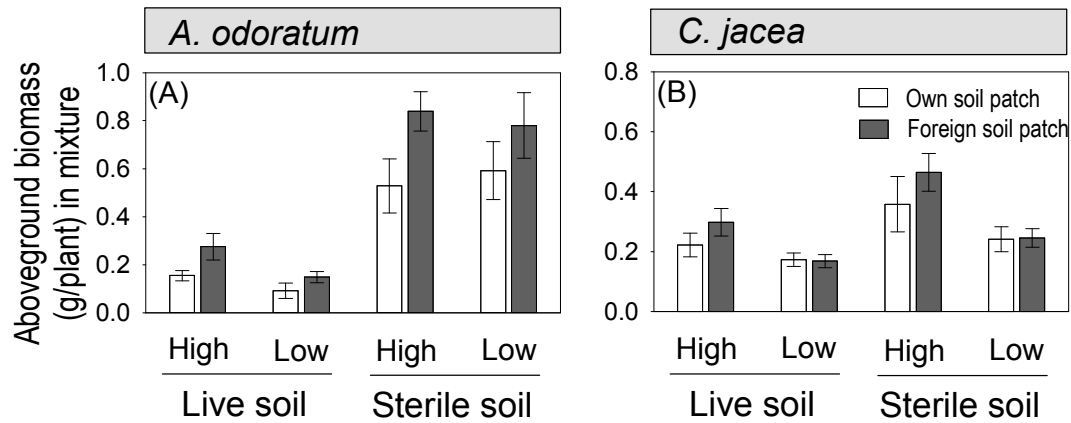 A. odoratum
C. jacea
Aboveground biomass
(g/plant) in mixture
1.0
0.8
0.6
0.4
0.2
0.0
(A)
High Low High Low
Live soil Sterile soil
0.8
0.6
0.4
0.2
0.0
(B)
Own soil patch
Foreign soil patch
High Low High Low
Live soil Sterile soil